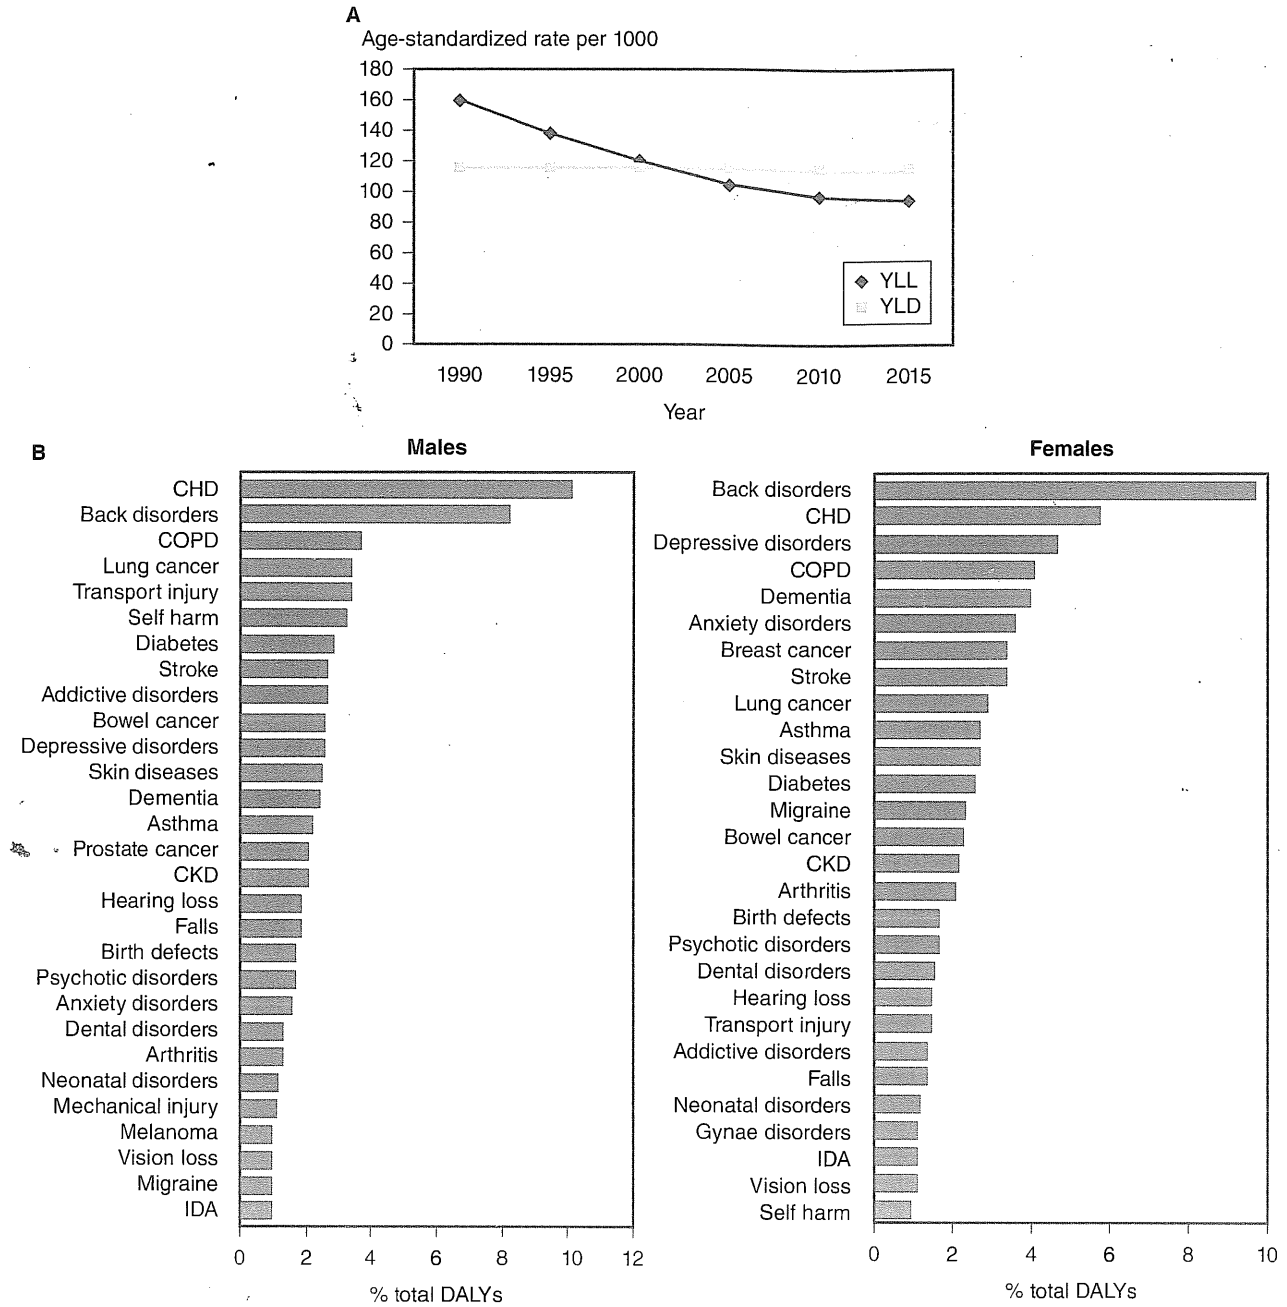 A
Age-standardized rate per 1000
180
160
140
120
100
80
60
40
20
0
YLL
YLD
1990 1995 2000 2005 2010 2015
Year
B
Males
CHD
Back disorders
COPD
Lung cancer
Transport injury
Self harm
Diabetes
Stroke
Addictive disorders
Bowel cancer
Depressive disorders
Skin diseases
Dementia
Asthma
Prostate cancer
CKD
Hearing loss
Falls
Birth defects
Psychotic disorders
Anxiety disorders
Dental disorders
Arthritis
Neonatal disorders
Mechanical injury
Melanoma
Vision loss
Migraine
IDA
0 2 4 6 8 10 12
% total DALYs
Females
Back disorders
CHD
Depressive disorders
COPD
Dementia
Anxiety disorders
Breast cancer
Stroke
Lung cancer
Asthma
Skin diseases
Diabetes
Migraine
Bowel cancer
CKD
Arthritis
Birth defects
Psychotic disorders
Dental disorders
Hearing loss
Transport injury
Addictive disorders
Falls
Neonatal disorders
Gynae disorders
IDA
Vision loss
Self harm
0 2 4 6 8 10
% total DALYs